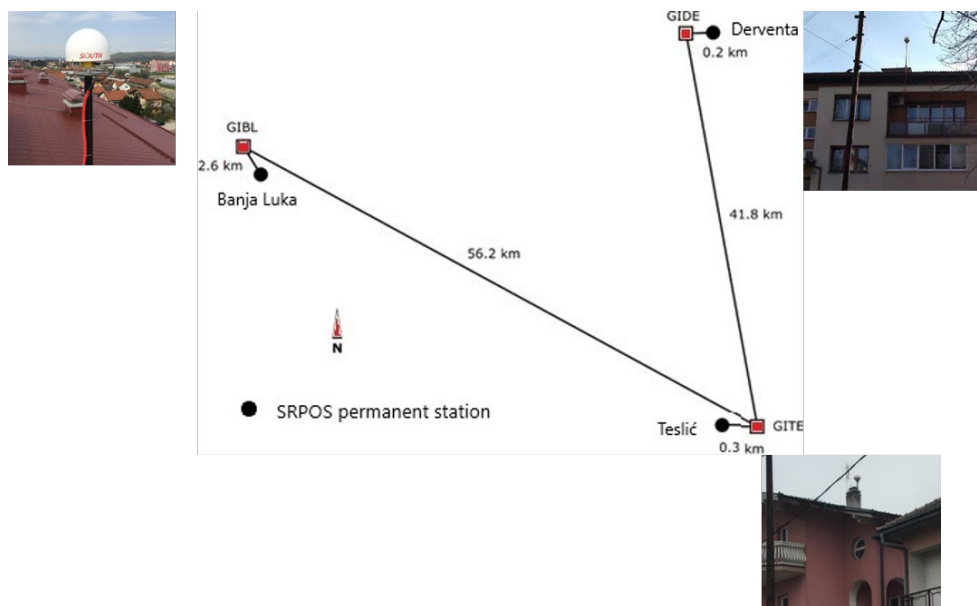 SOUTH
GIDE
Derventa
0.2 km
GIBL
2.6 km
Banja Luka
41.8 km
56.2 km
N
SRPOS permanent station
Teslić
GITE
0.3 km